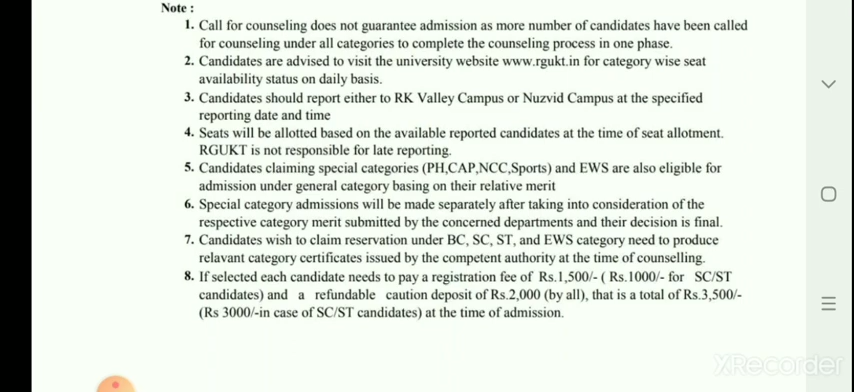 Note :
1. Call for counseling does not guarantee admission as more number of candidates have been called
for counseling under all categories to complete the counseling process in one phase.
2. Candidates are advised to visit the university website www.rgukt.in for category wise seat
availability status on daily basis.
3. Candidates should report either to RK Valley Campus or Nuzvid Campus at the specified
reporting date and time
4. Seats will be allotted based on the available reported candidates at the time of seat allotment.
RGUKT is not responsible for late reporting.
5. Candidates claiming special categories (PH,CAP,NCC,Sports) and EWS are also eligible for
admission under general category basing on their relative merit
6. Special category admissions will be made separately after taking into consideration of the
respective category merit submitted by the concerned departments and their decision is final.
7. Candidates wish to claim reservation under BC, SC, ST, and EWS category need to produce
relavant category certificates issued by the competent authority at the time of counselling.
8. If selected each candidate needs to pay a registration fee of Rs.1,500/- ( Rs.1000/- for SC/ST
candidates) and a refundable caution deposit of Rs.2,000 (by all), that is a total of Rs.3,500/-
(Rs 3000/-in case of SC/ST candidates) at the time of admission.
XRecorder